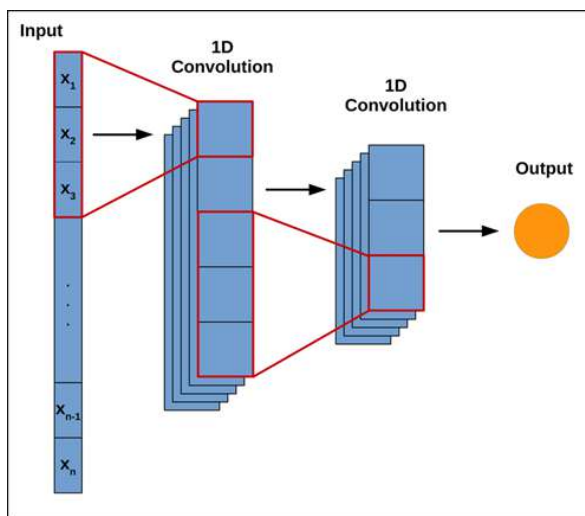 Input
1D
Convolution
1D
Convolution
Output
X1
X2
X3
.
.
.
Xn-1
Xn